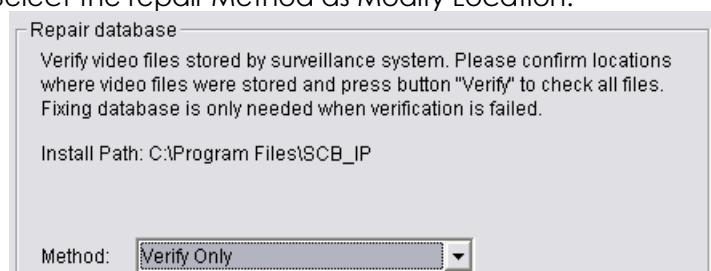 Select the repair Method as Modify Location.
Repair database
Verify video files stored by surveillance system. Please confirm locations
where video files were stored and press button "Verify" to check all files.
Fixing database is only needed when verification is failed.
Install Path: C:\Program Files\SCB_IP
Method: Verify Only